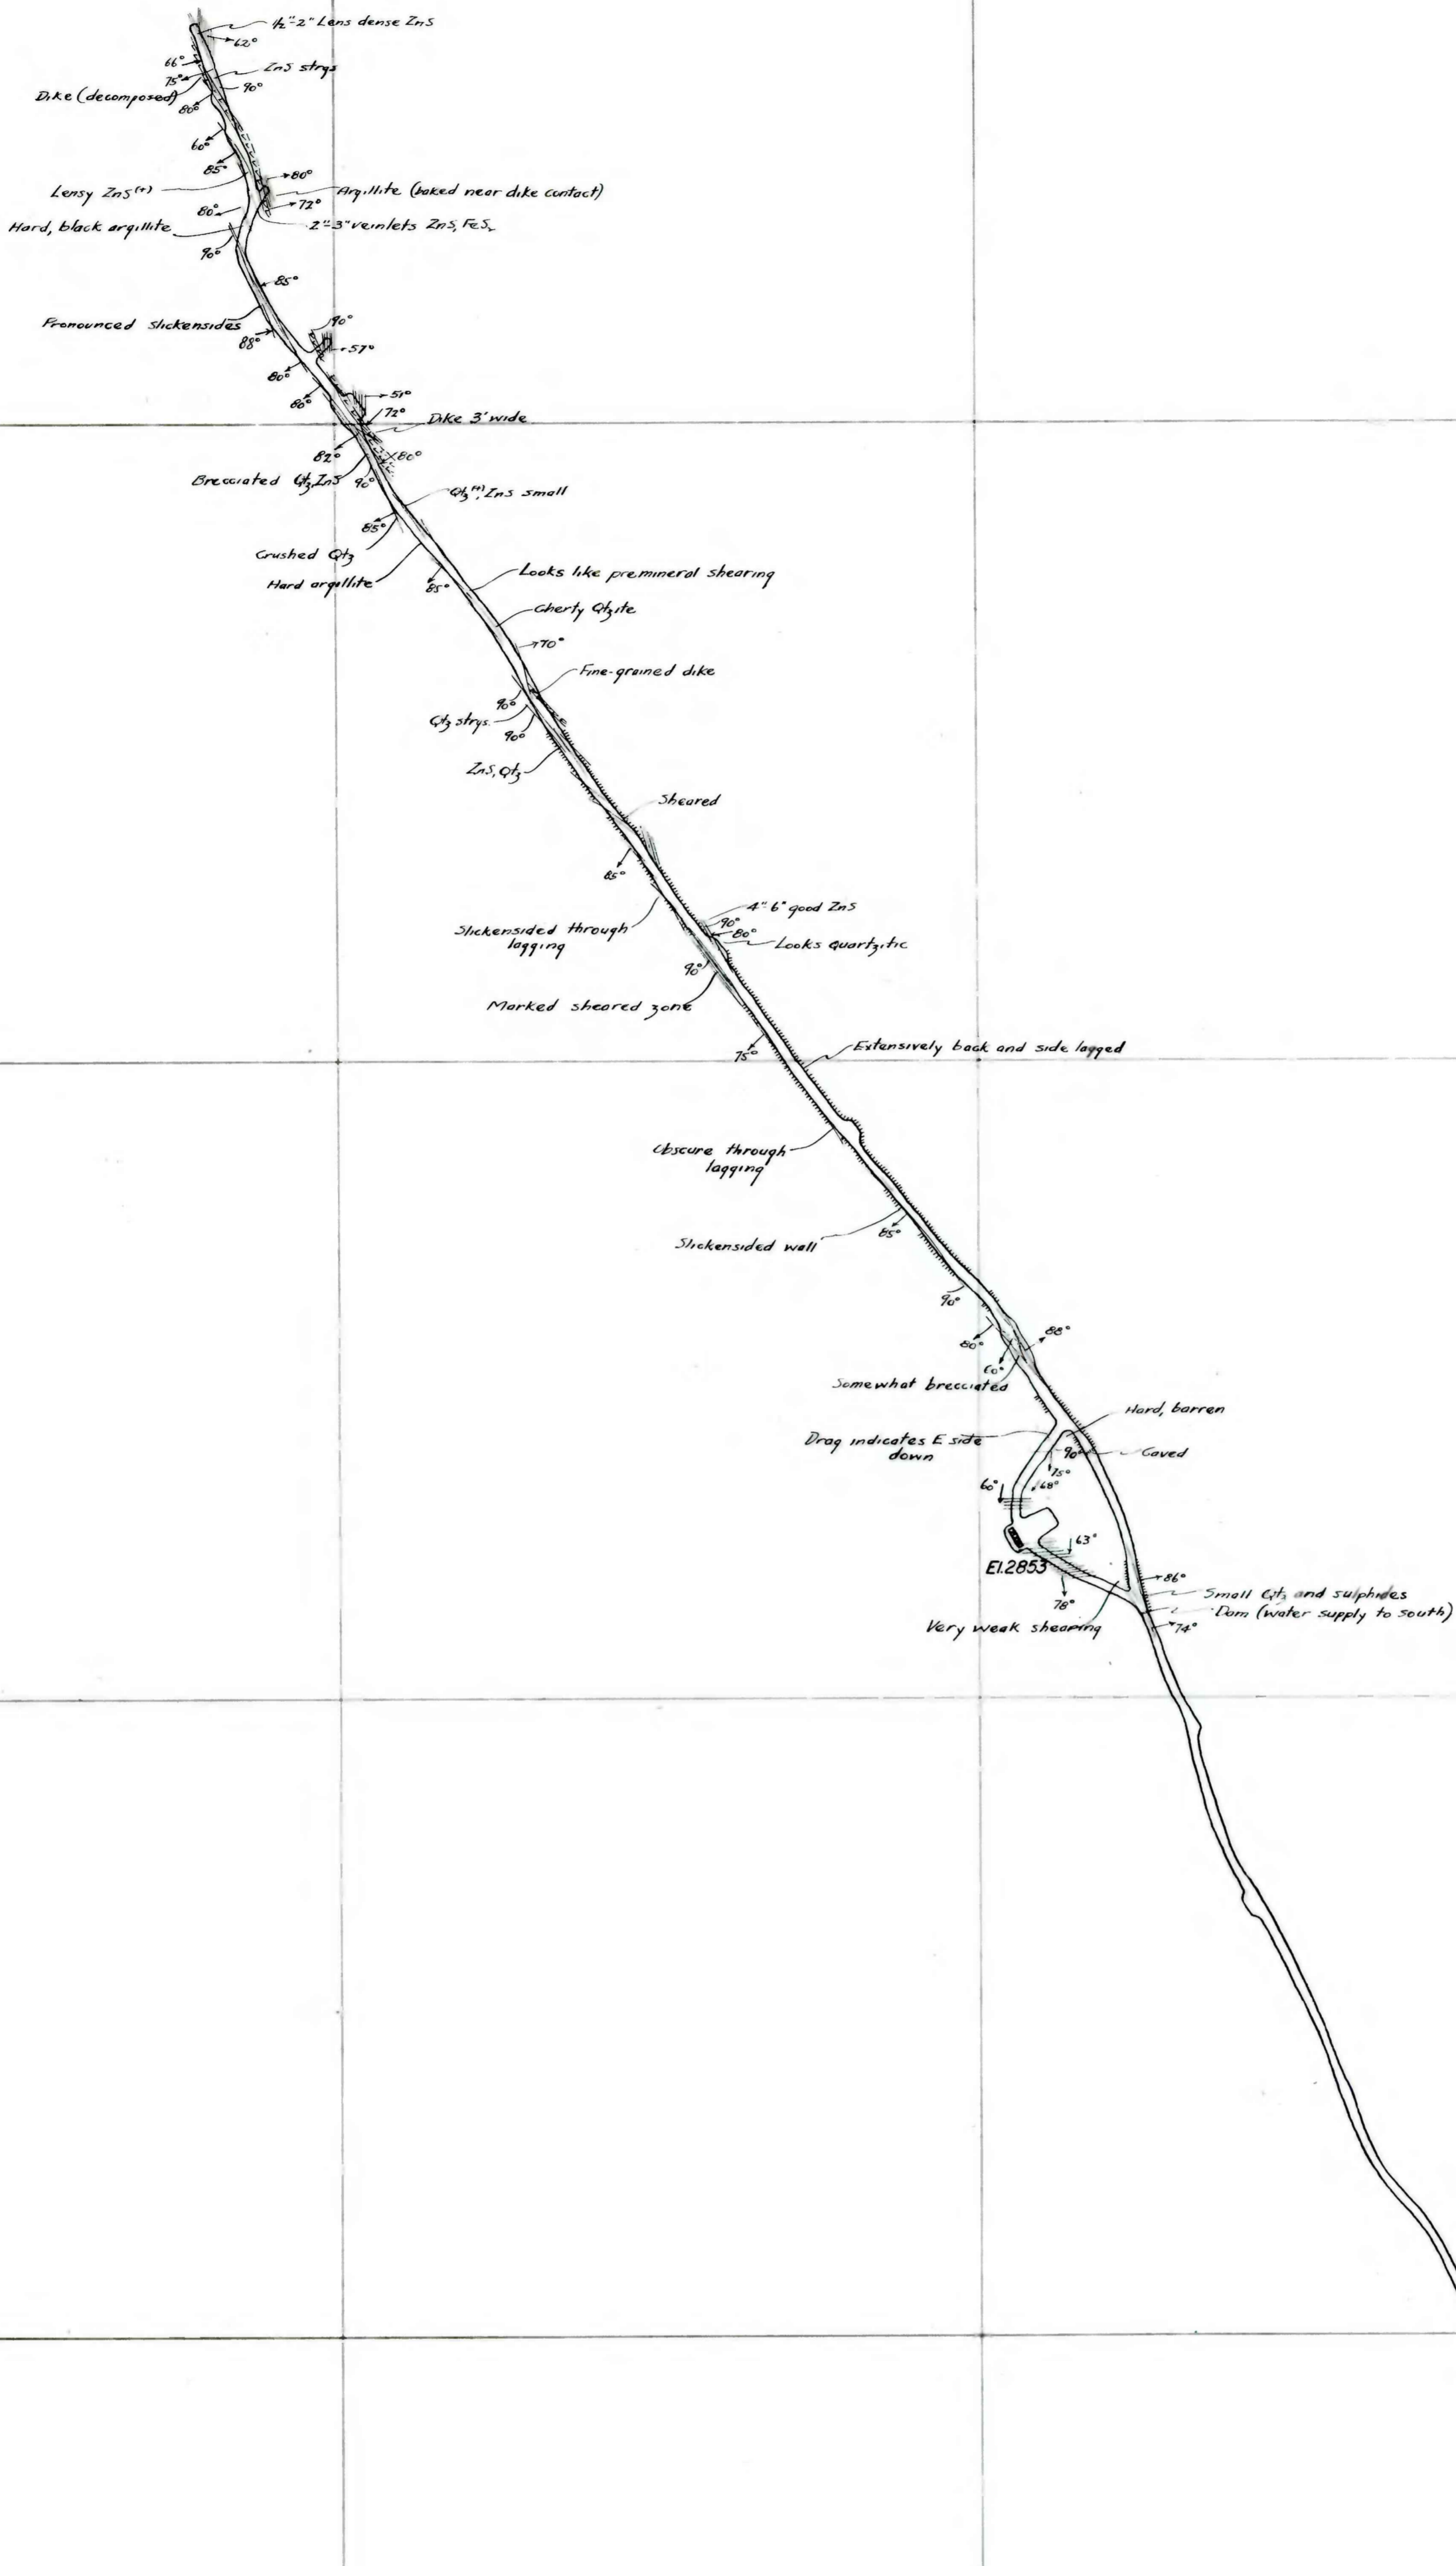 ½"-2" Lens dense ZnS
62°
66°
ZnS strgs
75°
90°
Dike (decomposed)
80°
60°
85°
80°
Lensy ZnS(+)
Argillite (baked near dike contact)
72°
80°
2"-3" veinlets ZnS, FeS₂
Hard, black argillite
90°
85°
Pronounced slickensides
90°
88°
57°
80°
80°
51°
72°
Dike 3' wide
82°
80°
Brecciated Qtz, ZnS
90°
Qtz(+), ZnS small
85°
Crushed Qtz
Hard argillite
85°
Looks like premineral shearing
Cherty Qtzite
70°
Fine-grained dike
90°
Qtz strgs.
90°
ZnS, Qtz
Sheared
85°
4"-6" good ZnS
90°
80°
Slickensided through
lagging
Looks quartzitic
90°
Marked sheared zone
75°
Extensively back and side lagged
Obscure through
lagging
85°
Slickensided wall
90°
88°
80°
60°
Somewhat brecciated
Hard, barren
Drag indicates E side
down
90°
Caved
75°
60°
68°
63°
El. 2853
86°
78°
Small Qtz and sulphides
Dam (water supply to south)
Very weak shearing
74°